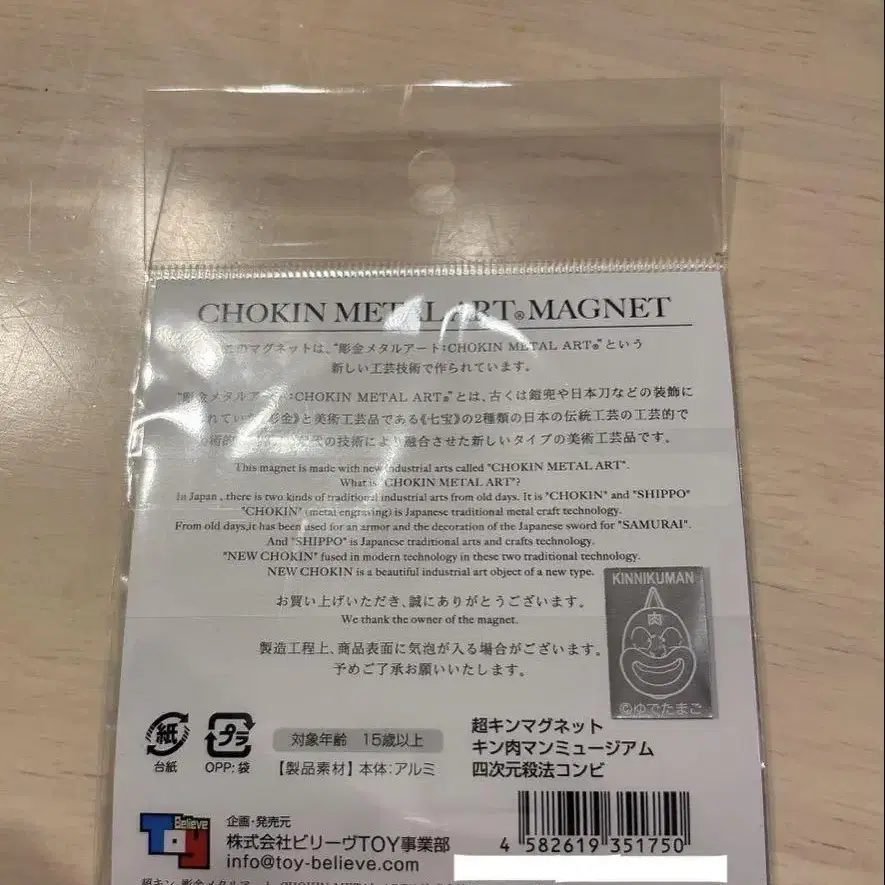 CHOKIN METAL ART®MAGNET
このマグネットは、“彫金メタルアート:CHOKIN METAL ART®”という
新しい工芸技術で作られています。
“彫金メタルアート:CHOKIN METAL ART®”とは、古くは鎧兜や日本刀などの装飾に
れていた《彫金》と美術工芸品である《七宝》の2種類の日本の伝統工芸の工芸的で
術的 代の技術により融合させた新しいタイプの美術工芸品です。
This magnet is made with new industrial arts called "CHOKIN METAL ART".
What is "CHOKIN METAL ART"?
In Japan , there is two kinds of traditional industrial arts from old days. It is "CHOKIN" and "SHIPPO"
"CHOKIN" (metal engraving) is Japanese traditional metal craft technology.
From old days,it has been used for an armor and the decoration of the Japanese sword for "SAMURAI".
And "SHIPPO" is Japanese traditional arts and crafts technology.
"NEW CHOKIN" fused in modern technology in these two traditional technology.
NEW CHOKIN is a beautiful industrial art object of a new type.
お買い上げいただき、誠にありがとうございます。
We thank the owner of the magnet.
製造工程上、商品表面に気泡が入る場合がございます。
予めご了承お願いいたします。
KINNIKUMAN
肉
©ゆでたまご
紙
台紙
プラ
OPP:袋
対象年齢 15歳以上
【製品素材】本体:アルミ
超キンマグネット
キン肉マンミュージアム
四次元殺法コンビ
Believe
TOY
企画・発売元
株式会社ビリーヴTOY事業部
info@toy-believe.com
4 582619 351750